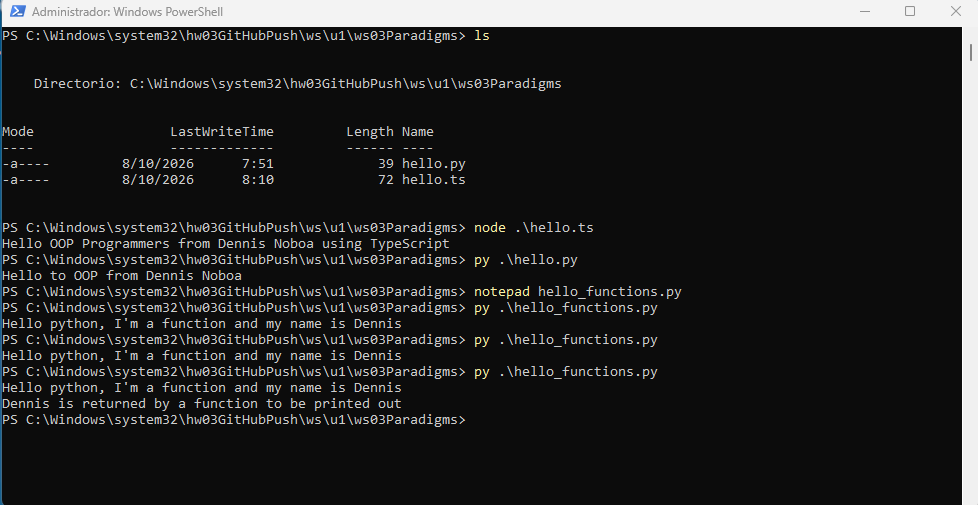 Administrador: Windows PowerShell
PS C:\Windows\system32\hw03GitHubPush\ws\u1\ws03Paradigms> ls
Directorio: C:\Windows\system32\hw03GitHubPush\ws\u1\ws03Paradigms
Mode LastWriteTime Length Name
---- ------------- ------ ----
-a---- 8/10/2026 7:51 39 hello.py
-a---- 8/10/2026 8:10 72 hello.ts
PS C:\Windows\system32\hw03GitHubPush\ws\u1\ws03Paradigms> node .\hello.ts
Hello OOP Programmers from Dennis Noboa using TypeScript
PS C:\Windows\system32\hw03GitHubPush\ws\u1\ws03Paradigms> py .\hello.py
Hello to OOP from Dennis Noboa
PS C:\Windows\system32\hw03GitHubPush\ws\u1\ws03Paradigms> notepad hello_functions.py
PS C:\Windows\system32\hw03GitHubPush\ws\u1\ws03Paradigms> py .\hello_functions.py
Hello python, I'm a function and my name is Dennis
PS C:\Windows\system32\hw03GitHubPush\ws\u1\ws03Paradigms> py .\hello_functions.py
Hello python, I'm a function and my name is Dennis
PS C:\Windows\system32\hw03GitHubPush\ws\u1\ws03Paradigms> py .\hello_functions.py
Hello python, I'm a function and my name is Dennis
Dennis is returned by a function to be printed out
PS C:\Windows\system32\hw03GitHubPush\ws\u1\ws03Paradigms>